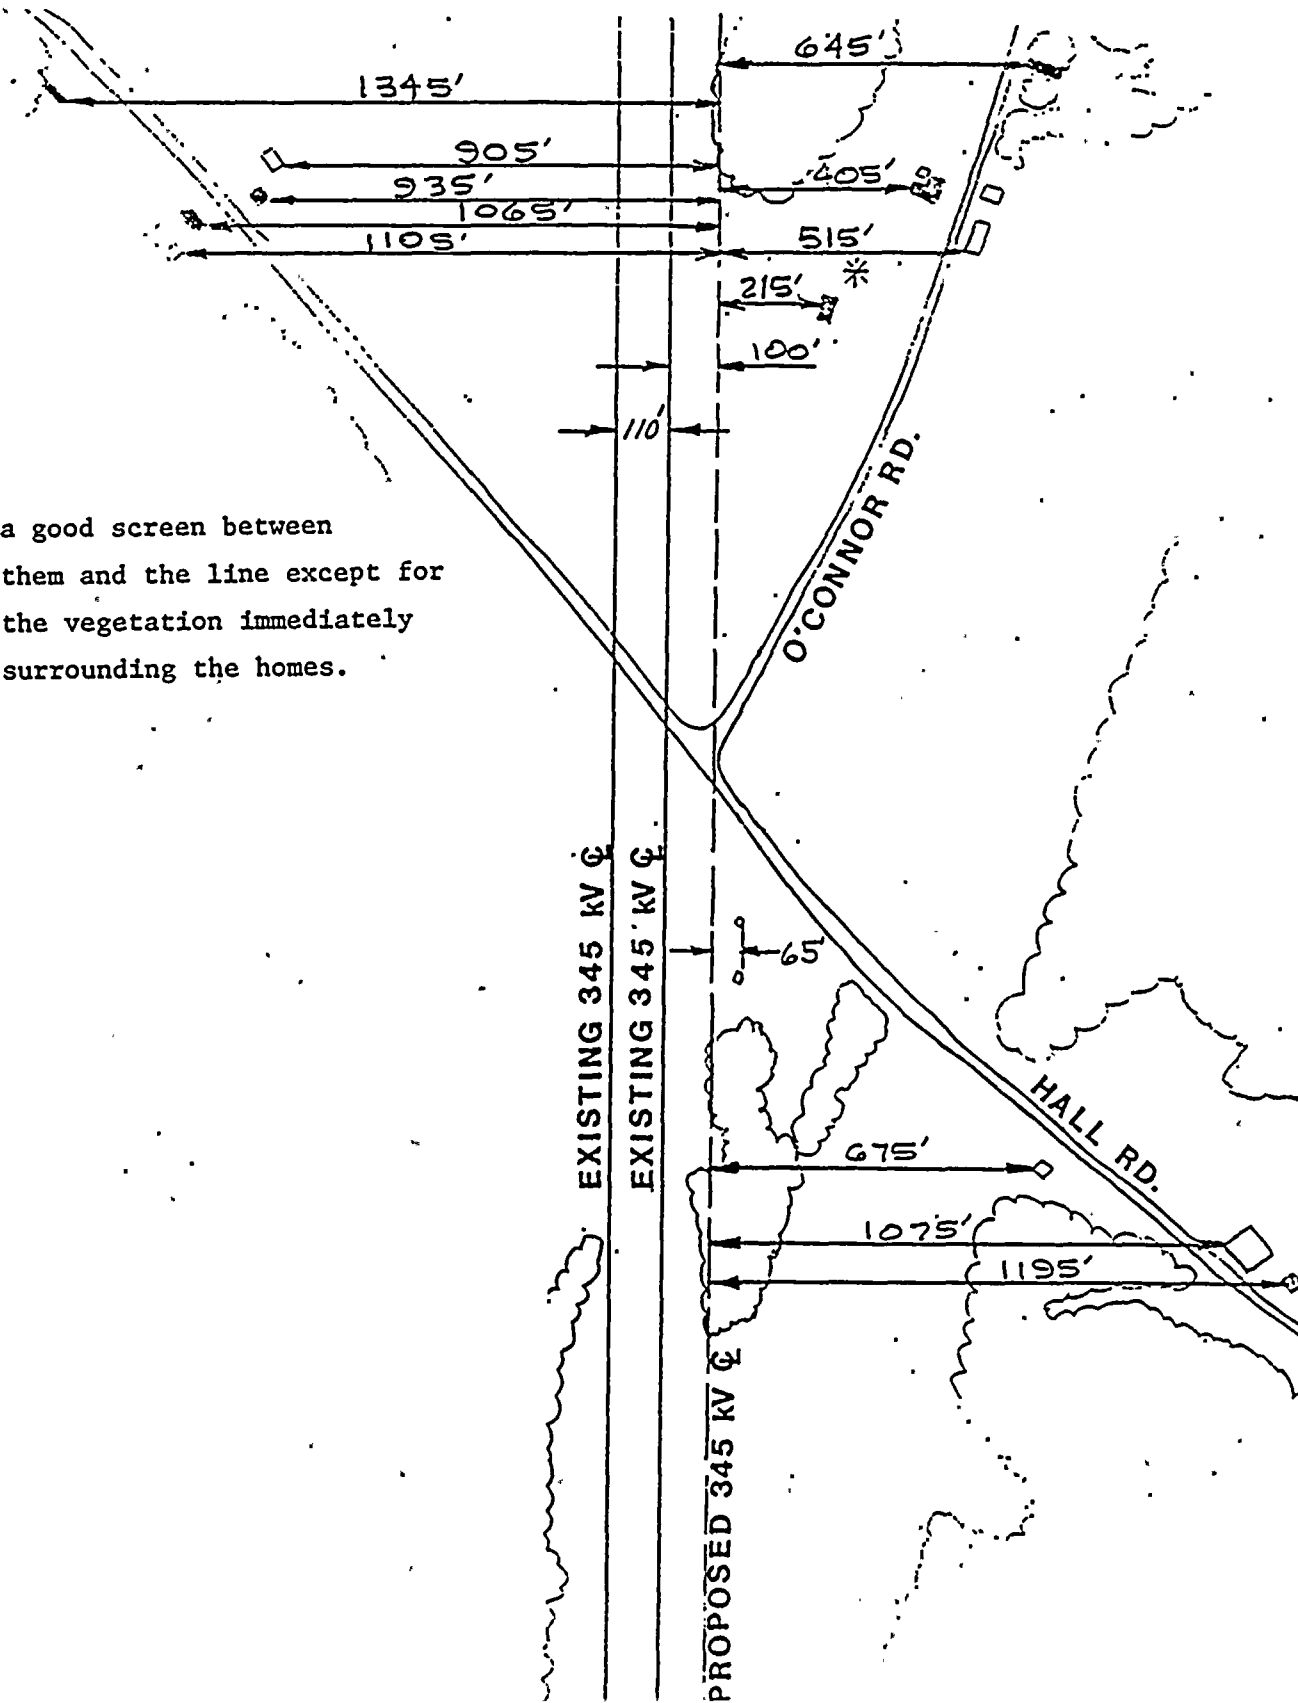 645'
1345'
905'
405'
935'
1065'
1105'
515'
215'
100'
110'
O'CONNOR RD.
a good screen between
them and the line except for
the vegetation immediately
surrounding the homes.
EXISTING 345 kV ℄
EXISTING 345 kV ℄
65'
HALL RD.
675'
1075'
1195'
PROPOSED 345 kV ℄